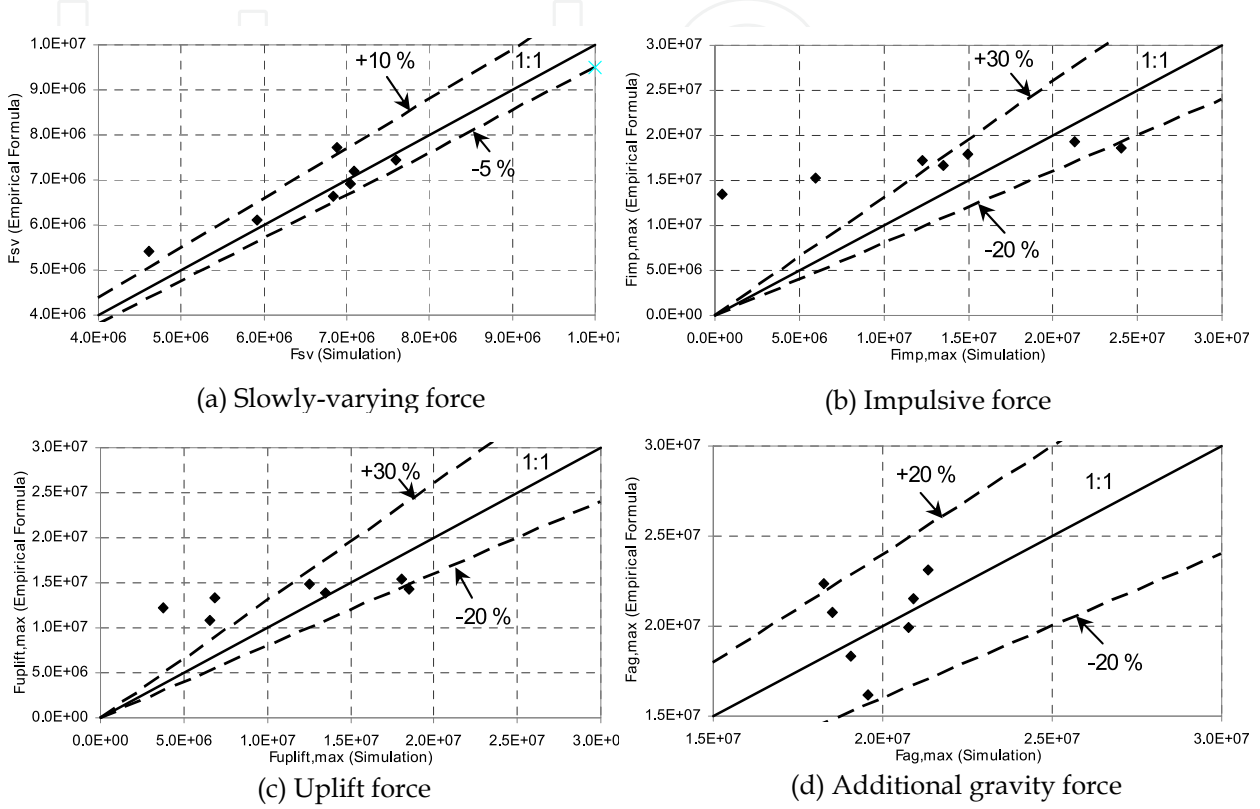 1.0E+07
9.0E+06
8.0E+06
7.0E+06
6.0E+06
5.0E+06
4.0E+06
Fsv (Empirical Formula)
+10 %
1:1
-5 %
4.0E+06 5.0E+06 6.0E+06 7.0E+06 8.0E+06 9.0E+06 1.0E+07
Fsv (Simulation)
(a) Slowly-varying force
3.0E+07
2.5E+07
2.0E+07
1.5E+07
1.0E+07
5.0E+06
0.0E+00
Fimp,max (Empirical Formula)
+30 %
1:1
-20 %
0.0E+00 5.0E+06 1.0E+07 1.5E+07 2.0E+07 2.5E+07 3.0E+07
Fimp,max (Simulation)
(b) Impulsive force
3.0E+07
2.5E+07
2.0E+07
1.5E+07
1.0E+07
5.0E+06
0.0E+00
Fuplift,max (Empirical Formula)
+30 %
1:1
-20 %
0.0E+00 5.0E+06 1.0E+07 1.5E+07 2.0E+07 2.5E+07 3.0E+07
Fuplift,max (Simulation)
(c) Uplift force
3.0E+07
2.5E+07
2.0E+07
1.5E+07
Fag,max (Empirical Formula)
+20 %
1:1
-20 %
1.5E+07 2.0E+07 2.5E+07 3.0E+07
Fag,max (Simulation)
(d) Additional gravity force